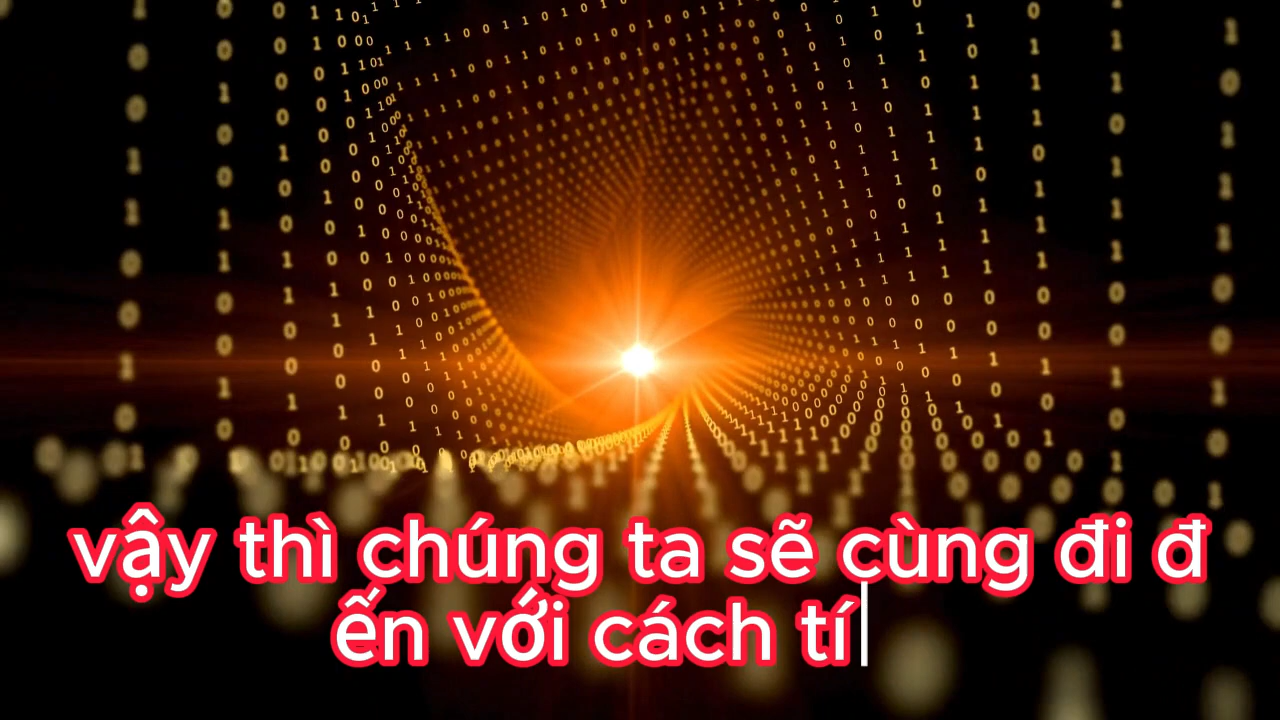 vậy thì chúng ta sẽ cùng đi đ
ến với cách tí